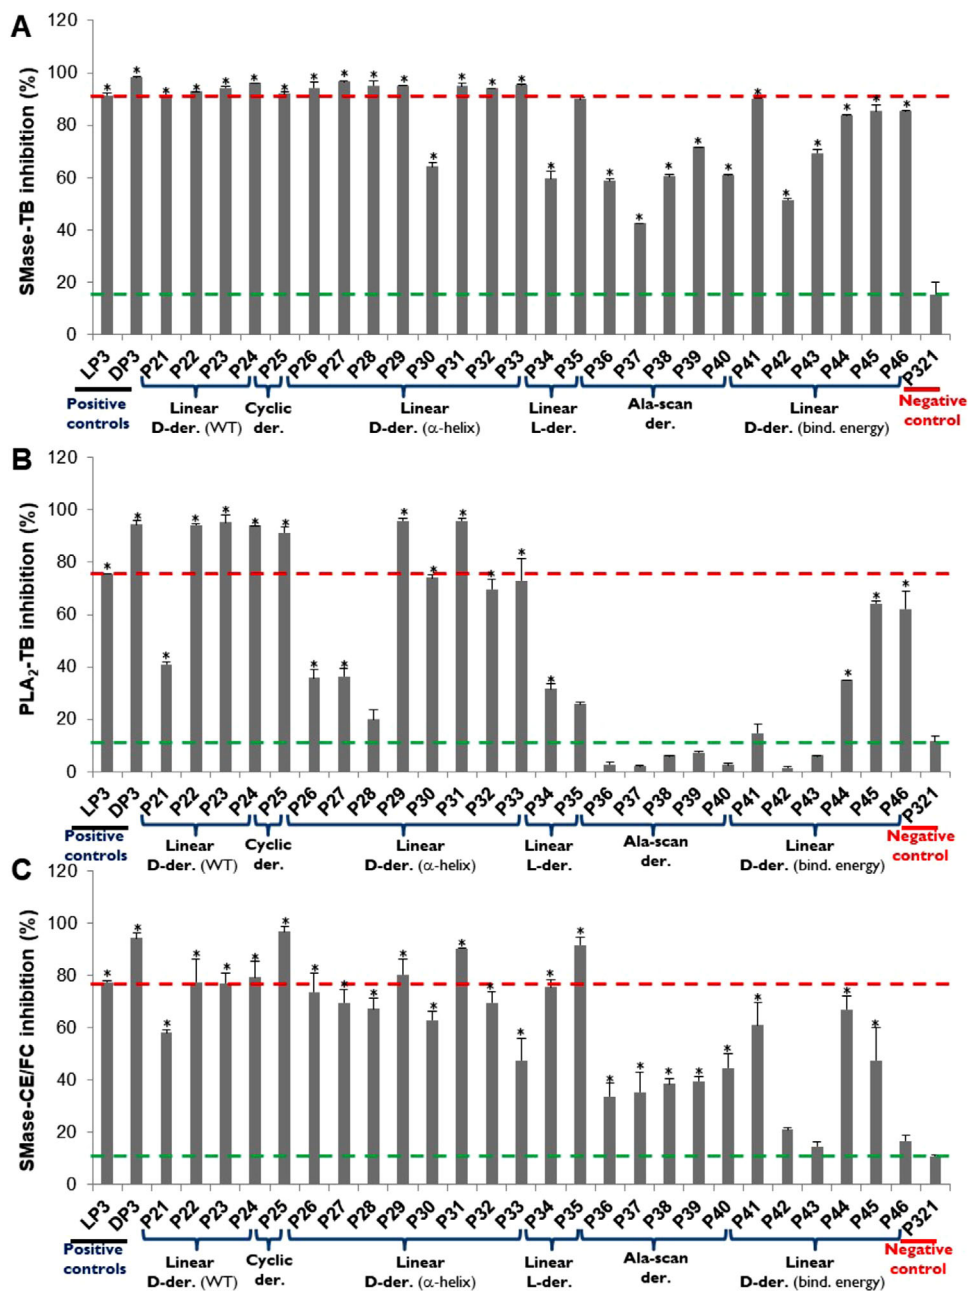 A
SMase-TB inhibition (%)
120
100
80
60
40
20
0
* * * * * * * * * * * * * * * * * * * * * * * * * * *
LP3 DP3 P21 P22 P23 P24 P25 P26 P27 P28 P29 P30 P31 P32 P33 P34 P35 P36 P37 P38 P39 P40 P41 P42 P43 P44 P45 P46 P321
Positive controls
Linear D-der. (WT)
Cyclic der.
Linear D-der. (α-helix)
Linear L-der.
Ala-scan der.
Linear D-der. (bind. energy)
Negative control
B
PLA2-TB inhibition (%)
120
100
80
60
40
20
0
* * * * * * * * * * * * * * * * * *
LP3 DP3 P21 P22 P23 P24 P25 P26 P27 P28 P29 P30 P31 P32 P33 P34 P35 P36 P37 P38 P39 P40 P41 P42 P43 P44 P45 P46 P321
Positive controls
Linear D-der. (WT)
Cyclic der.
Linear D-der. (α-helix)
Linear L-der.
Ala-scan der.
Linear D-der. (bind. energy)
Negative control
C
SMase-CE/FC inhibition (%)
120
100
80
60
40
20
0
* * * * * * * * * * * * * * * * * * * * * * * * *
LP3 DP3 P21 P22 P23 P24 P25 P26 P27 P28 P29 P30 P31 P32 P33 P34 P35 P36 P37 P38 P39 P40 P41 P42 P43 P44 P45 P46 P321
Positive controls
Linear D-der. (WT)
Cyclic der.
Linear D-der. (α-helix)
Linear L-der.
Ala-scan der.
Linear D-der. (bind. energy)
Negative control